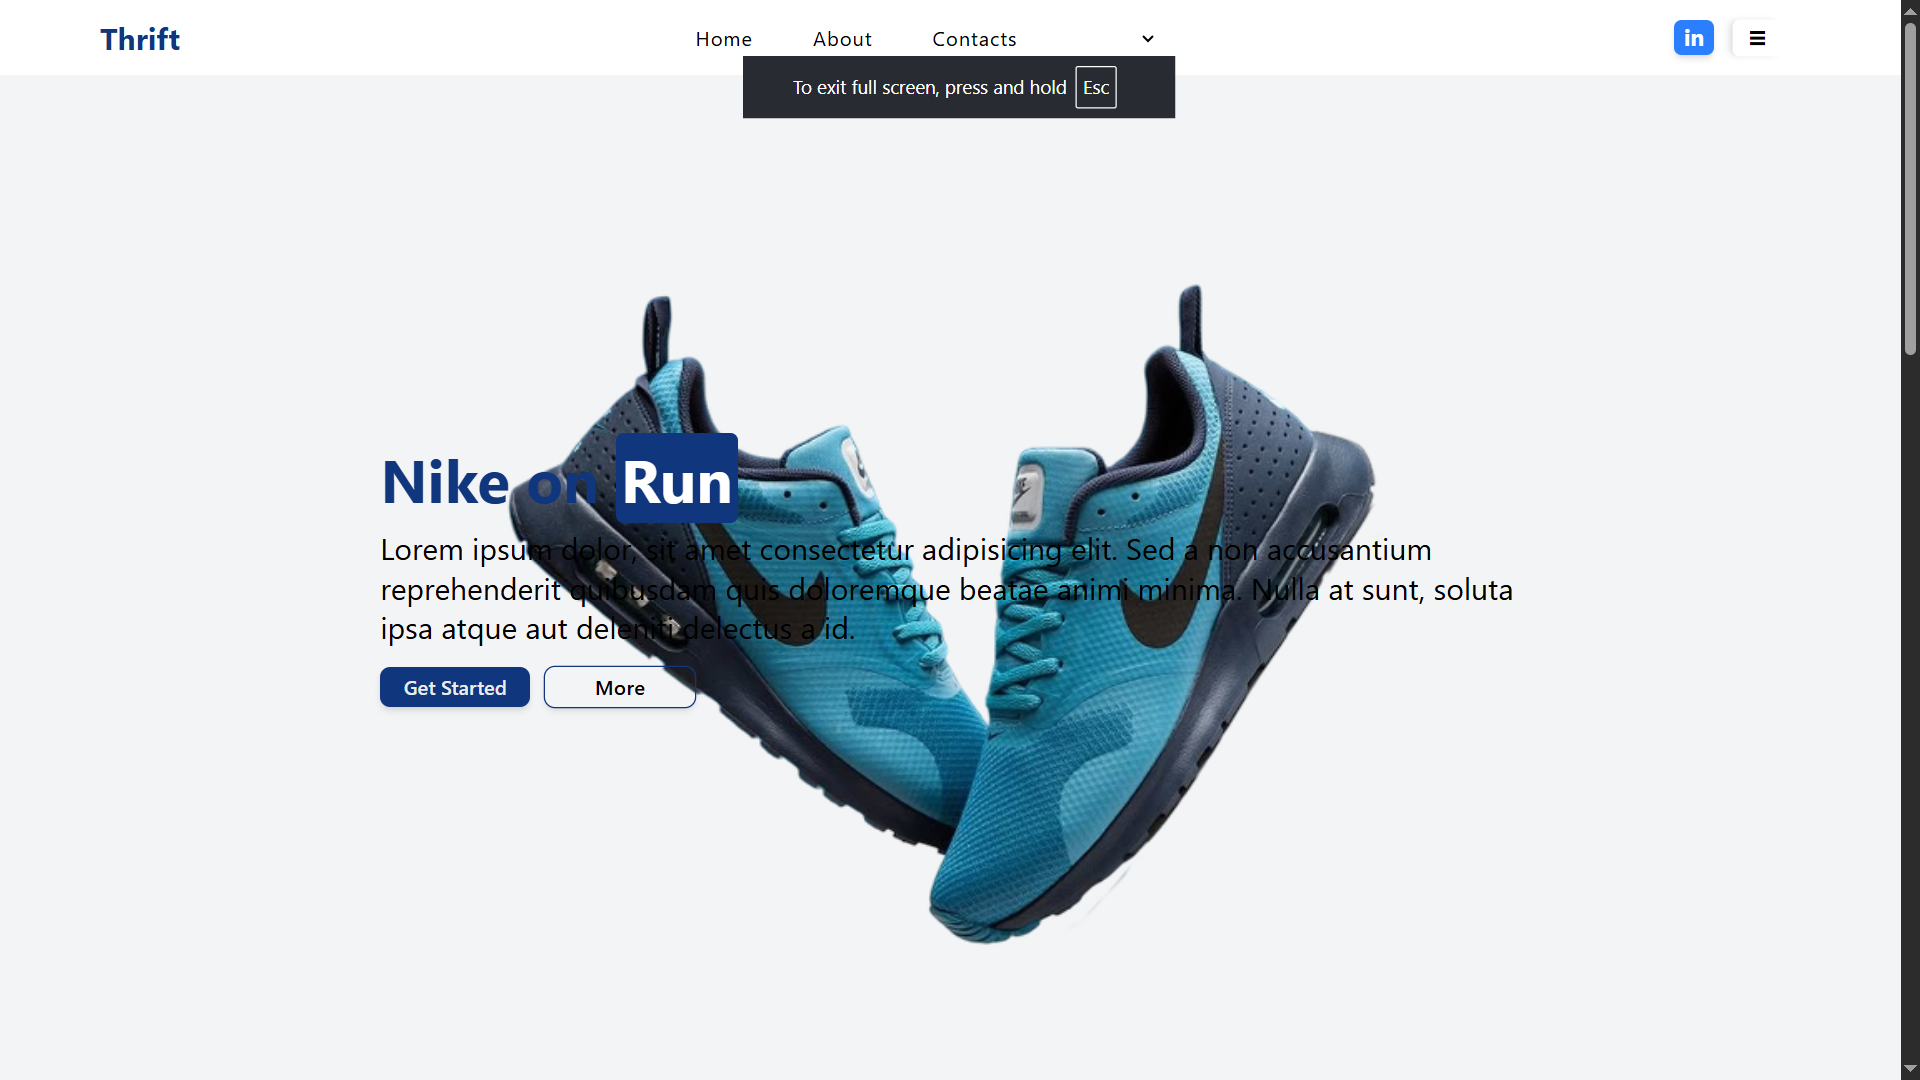 Thrift
Home
About
Contacts
in
To exit full screen, press and hold Esc
Nike on Run
Lorem ipsum dolor, sit amet consectetur adipisicing elit. Sed a non accusantium
reprehenderit quibusdam quis doloremque beatae animi minima. Nulla at sunt, soluta
ipsa atque aut deleniti delectus a id.
Get Started
More